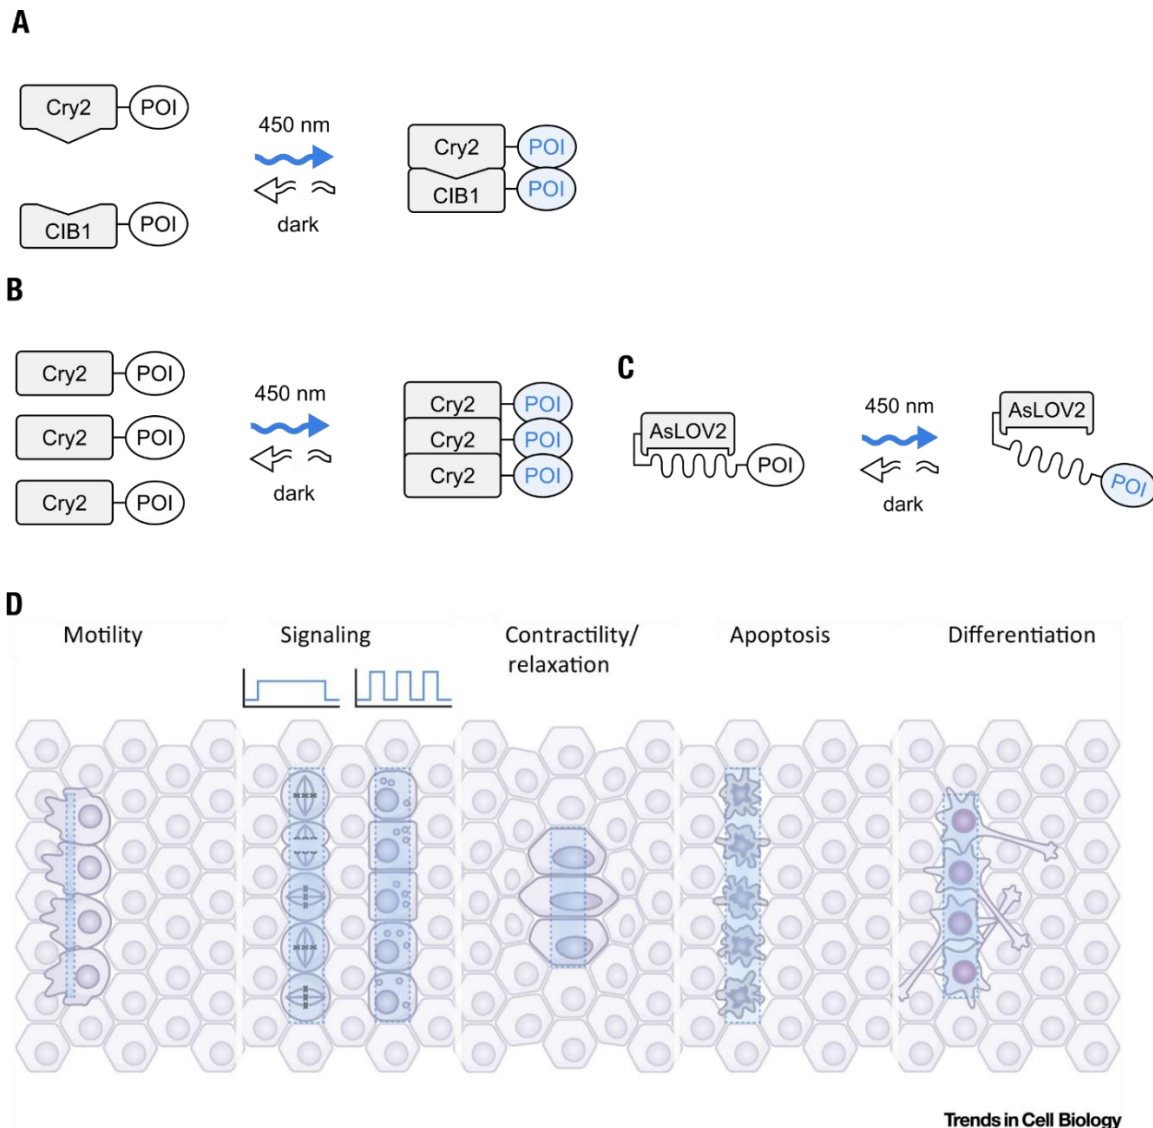 A
Cry2 POI
450 nm
Cry2 POI
CIB1 POI
dark
CIB1 POI
B
Cry2 POI
450 nm
Cry2 POI
Cry2 POI
Cry2 POI
Cry2 POI
dark
Cry2 POI
C
AsLOV2 POI
450 nm
dark
AsLOV2
POI
D
Motility
Signaling
Contractility/
relaxation
Apoptosis
Differentiation
Trends in Cell Biology